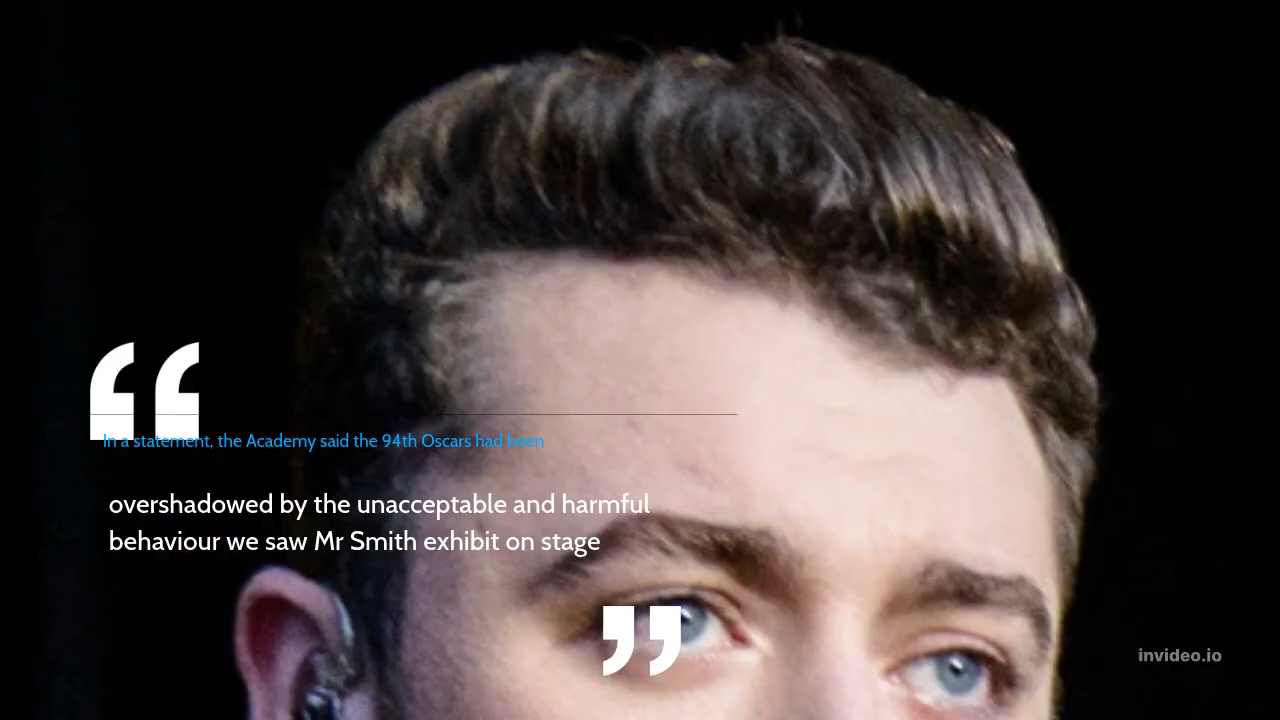 “
In a statement, the Academy said the 94th Oscars had been
overshadowed by the unacceptable and harmful
behaviour we saw Mr Smith exhibit on stage
”
invideo.io